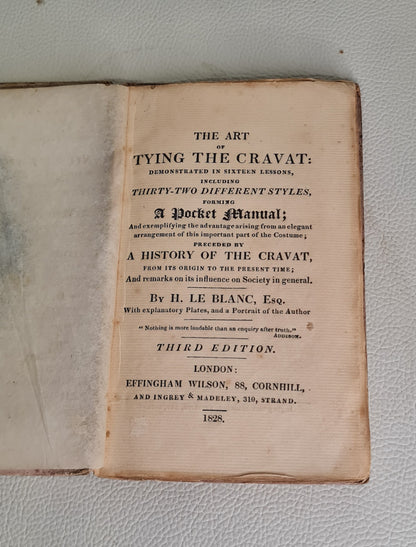 THE ART
OF
TYING THE CRAVAT:
DEMONSTRATED IN SIXTEEN LESSONS,
INCLUDING
THIRTY-TWO DIFFERENT STYLES,
FORMING
A Pocket Manual;
And exemplifying the advantage arising from an elegant
arrangement of this important part of the Costume;
PRECEDED BY
A HISTORY OF THE CRAVAT,
FROM ITS ORIGIN TO THE PRESENT TIME;
And remarks on its influence on Society in general.
BY H. LE BLANC, ESQ.
With explanatory Plates, and a Portrait of the Author
"Nothing is more laudable than an enquiry after truth."
ADDISON.
THIRD EDITION.
LONDON:
EFFINGHAM WILSON, 88, CORNHILL,
AND INGREY & MADELEY, 310, STRAND.
1828.